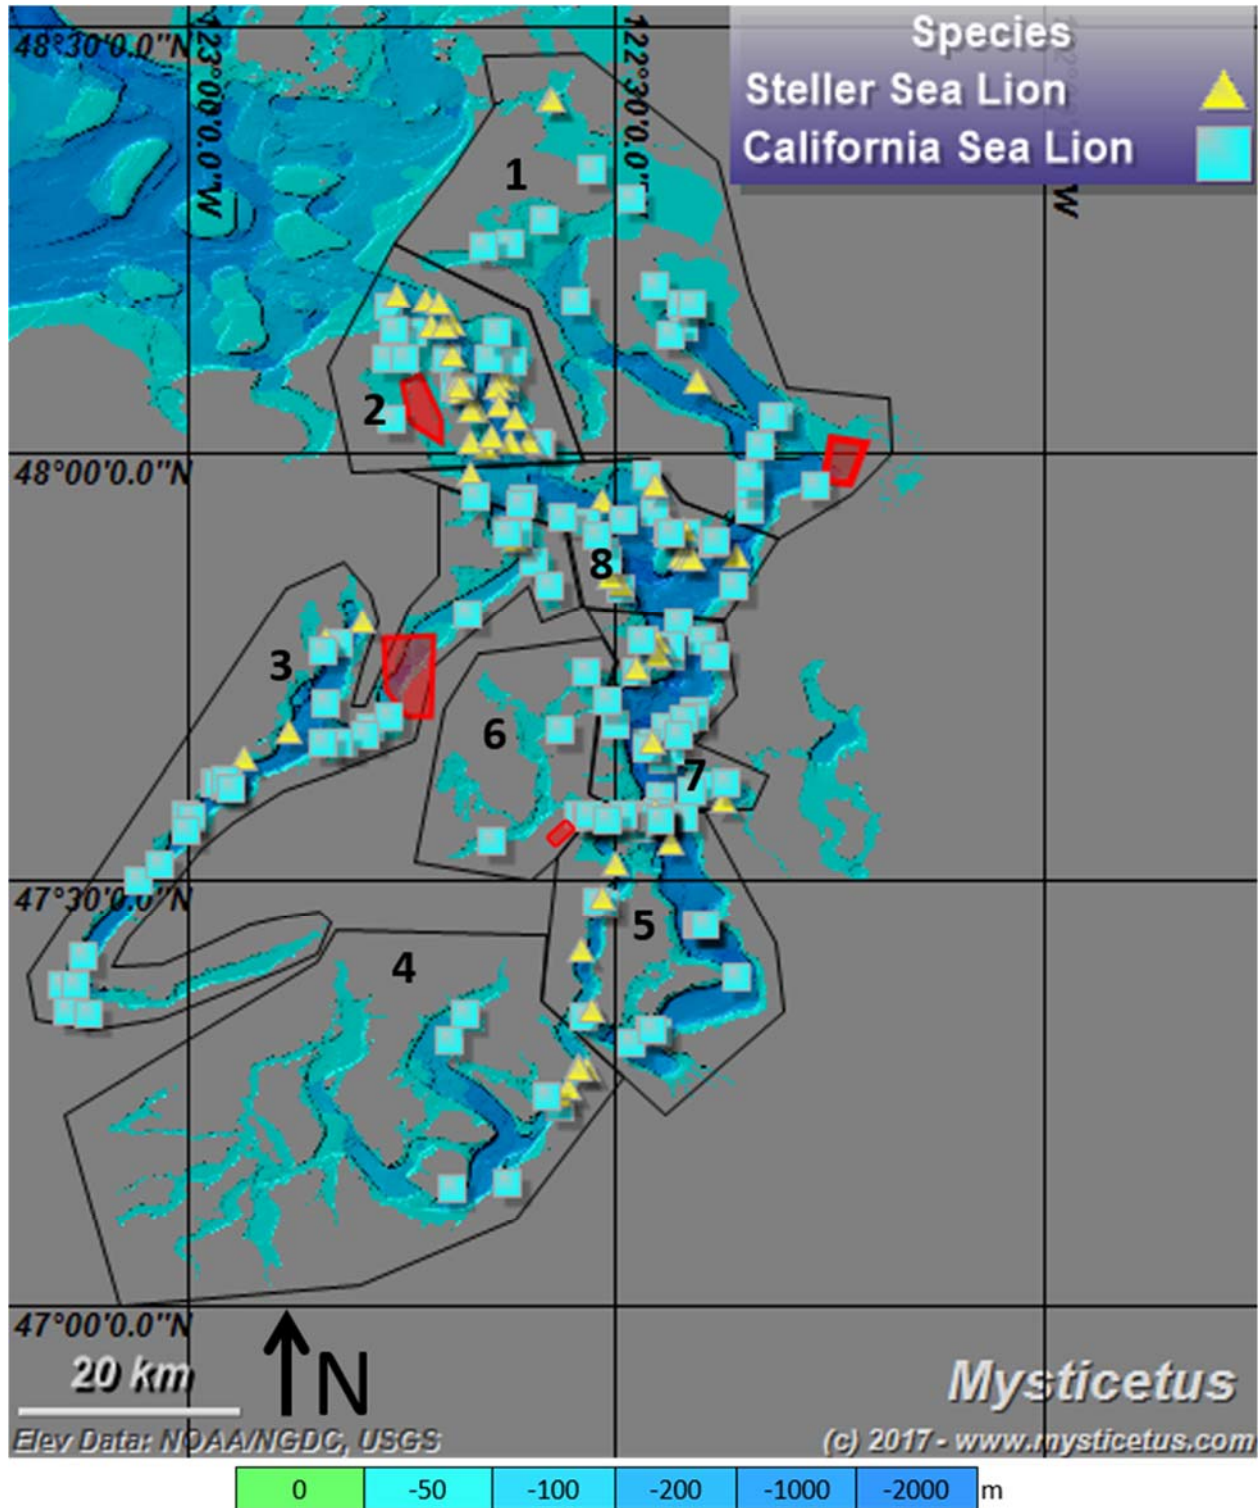 48°30'0.0"N
123°00'0.0"W
122°30'0.0"W
122°
W
Species
Steller Sea Lion
California Sea Lion
1
2
48°00'0.0"N
8
3
6
7
47°30'0.0"N
5
4
47°00'0.0"N
20 km
N
Mysticetus
Elev Data: NOAA/NGDC, USGS
(c) 2017 - www.mysticetus.com
0 -50 -100 -200 -1000 -2000 m